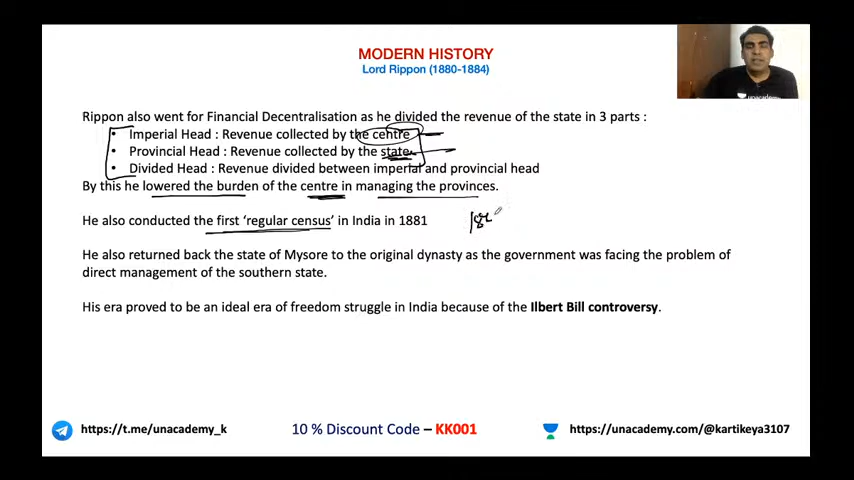 MODERN HISTORY
Lord Rippon (1880-1884)
Rippon also went for Financial Decentralisation as he divided the revenue of the state in 3 parts :
• Imperial Head : Revenue collected by the centre
• Provincial Head : Revenue collected by the state
• Divided Head : Revenue divided between imperial and provincial head
By this he lowered the burden of the centre in managing the provinces.
He also conducted the first ‘regular census’ in India in 1881
He also returned back the state of Mysore to the original dynasty as the government was facing the problem of
direct management of the southern state.
His era proved to be an ideal era of freedom struggle in India because of the Ilbert Bill controversy.
https://t.me/unacademy_k
10 % Discount Code – KK001
https://unacademy.com/@kartikeya3107
unacademy